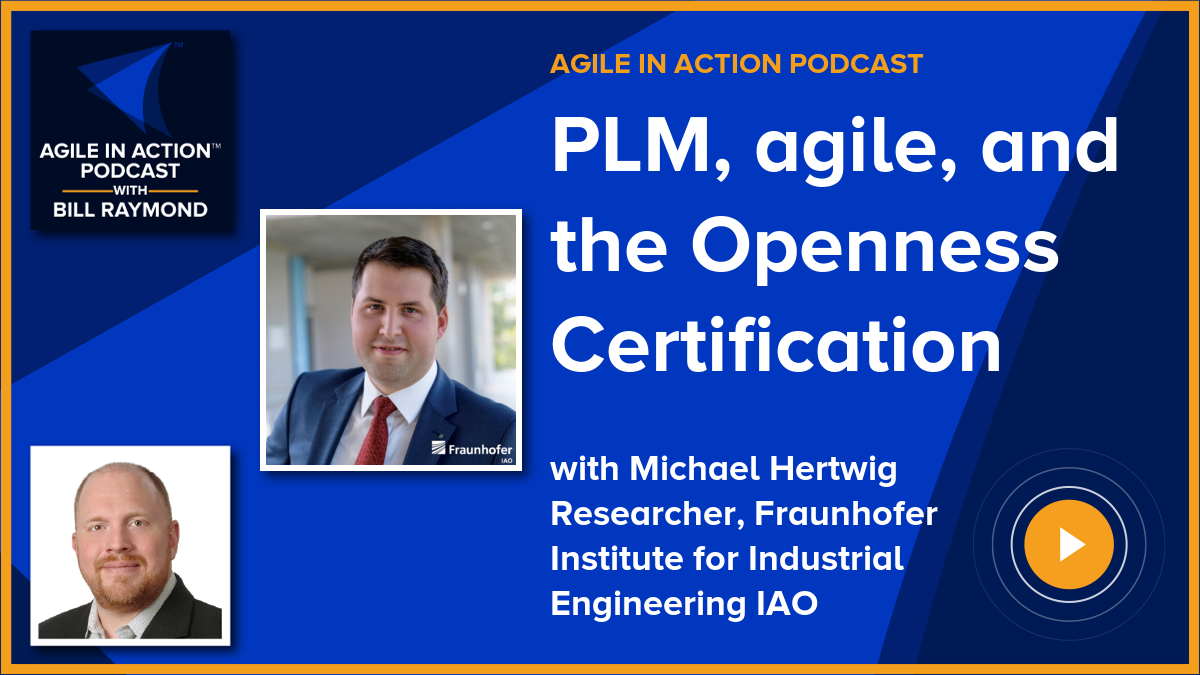 TM
AGILE IN ACTION™
PODCAST
WITH
BILL RAYMOND
AGILE IN ACTION PODCAST
PLM, agile, and
the Openness
Certification
Fraunhofer
IAO
with Michael Hertwig
Researcher, Fraunhofer
Institute for Industrial
Engineering IAO